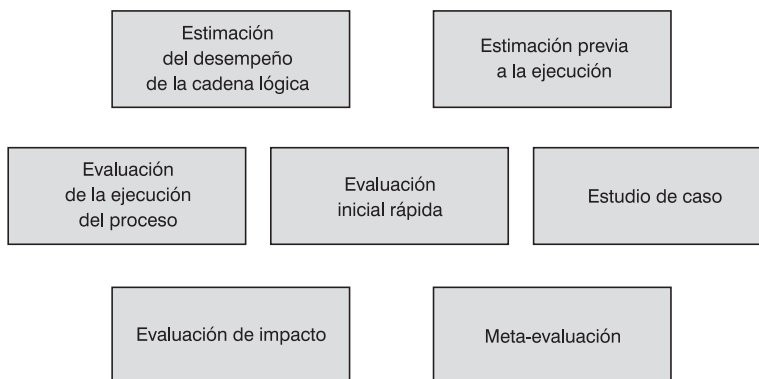 Estimación
del desempeño
de la cadena lógica
Estimación previa
a la ejecución
Evaluación
de la ejecución
del proceso
Evaluación
inicial rápida
Estudio de caso
Evaluación de impacto
Meta-evaluación